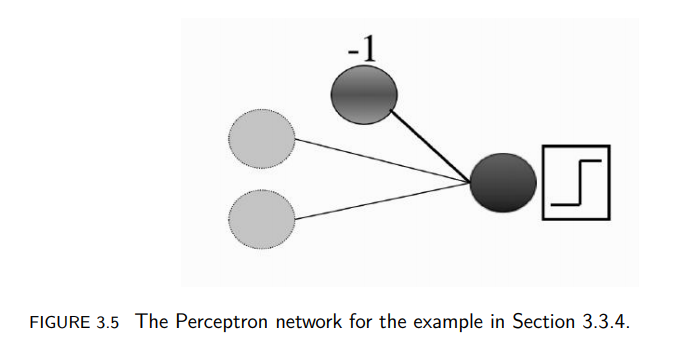 -1
FIGURE 3.5 The Perceptron network for the example in Section 3.3.4.